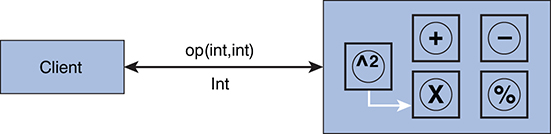 op(int,int)
Client
Int
+
−
^2
X
%